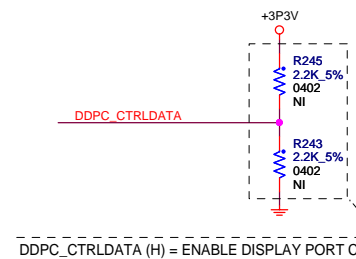 +3P3V
R245
2.2K_5%
0402
NI
DDPC_CTRLDATA
R243
2.2K_5%
0402
NI
DDPC_CTRLDATA (H) = ENABLE DISPLAY PORT